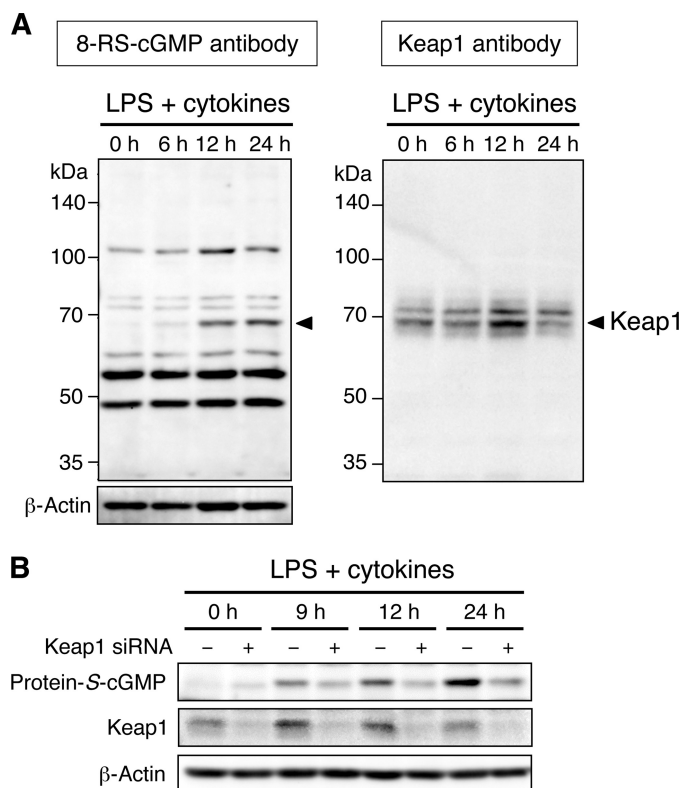 A
8-RS-cGMP antibody
Keap1 antibody
LPS + cytokines
LPS + cytokines
0 h 6 h 12 h 24 h
0 h 6 h 12 h 24 h
kDa
kDa
140
140
100
100
70
70
Keap1
50
50
35
35
β-Actin
B
LPS + cytokines
0 h 9 h 12 h 24 h
Keap1 siRNA – + – + – + – +
Protein-S-cGMP
Keap1
β-Actin